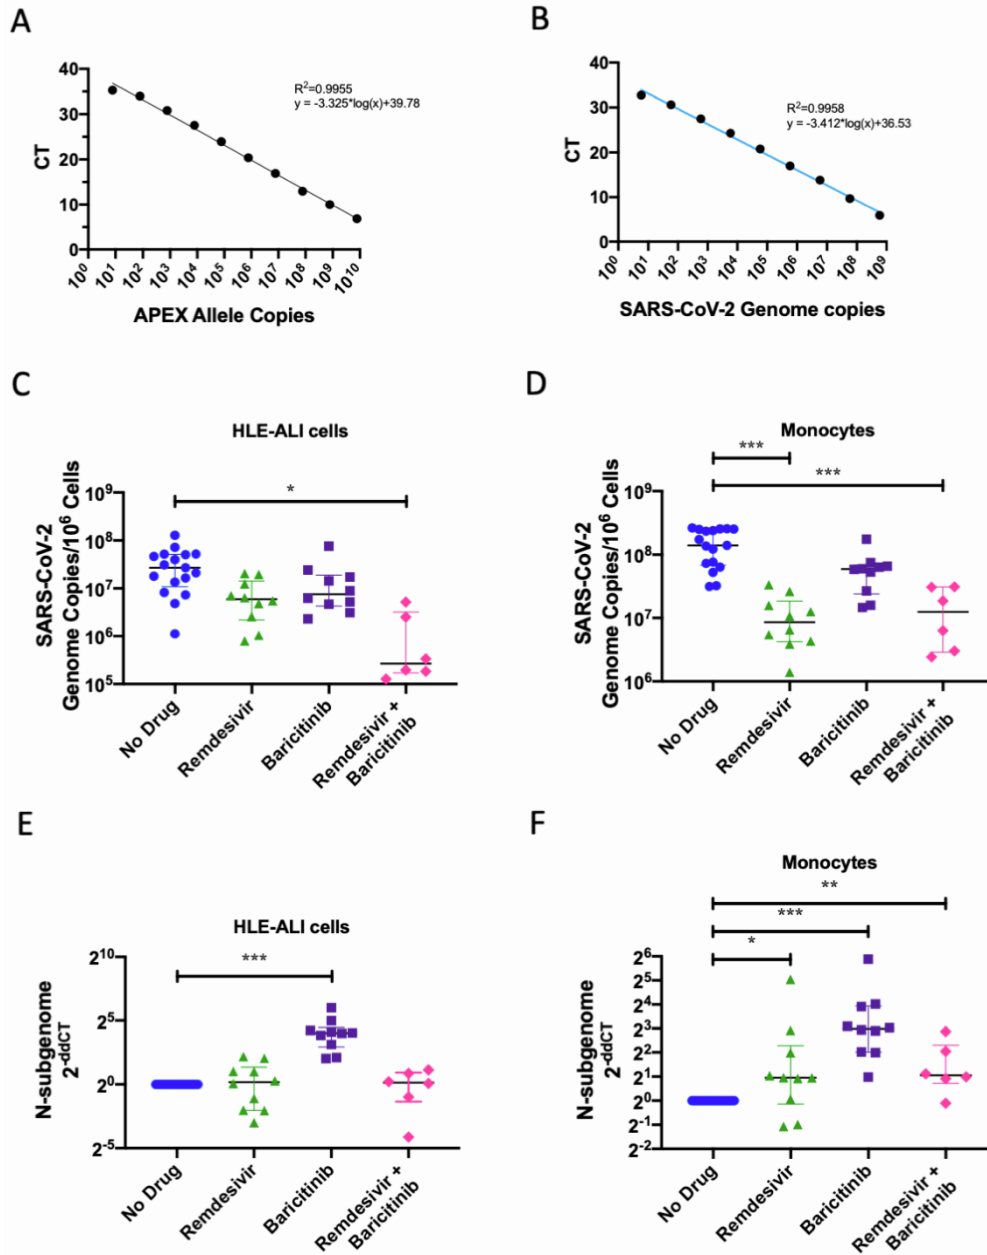 A
B
40
30
20
10
0
CT
R²=0.9955
y = -3.325*log(x)+39.78
10⁰
10¹
10²
10³
10⁴
10⁵
10⁶
10⁷
10⁸
10⁹
10¹⁰
APEX Allele Copies
40
30
20
10
0
CT
R²=0.9958
y = -3.412*log(x)+36.53
10⁰
10¹
10²
10³
10⁴
10⁵
10⁶
10⁷
10⁸
10⁹
SARS-CoV-2 Genome copies
C
HLE-ALI cells
*
SARS-CoV-2
Genome Copies/10⁶ Cells
10⁹
10⁸
10⁷
10⁶
10⁵
No Drug
Remdesivir
Baricitinib
Remdesivir +
Baricitinib
D
Monocytes
***
***
SARS-CoV-2
Genome Copies/10⁶ Cells
10⁹
10⁸
10⁷
10⁶
No Drug
Remdesivir
Baricitinib
Remdesivir +
Baricitinib
E
HLE-ALI cells
***
N-subgenome
2^-ddCT
2¹⁰
2⁵
2⁰
2⁻⁵
No Drug
Remdesivir
Baricitinib
Remdesivir +
Baricitinib
F
Monocytes
**
***
*
N-subgenome
2^-ddCT
2⁶
2⁵
2⁴
2³
2²
2¹
2⁰
2⁻¹
2⁻²
No Drug
Remdesivir
Baricitinib
Remdesivir +
Baricitinib